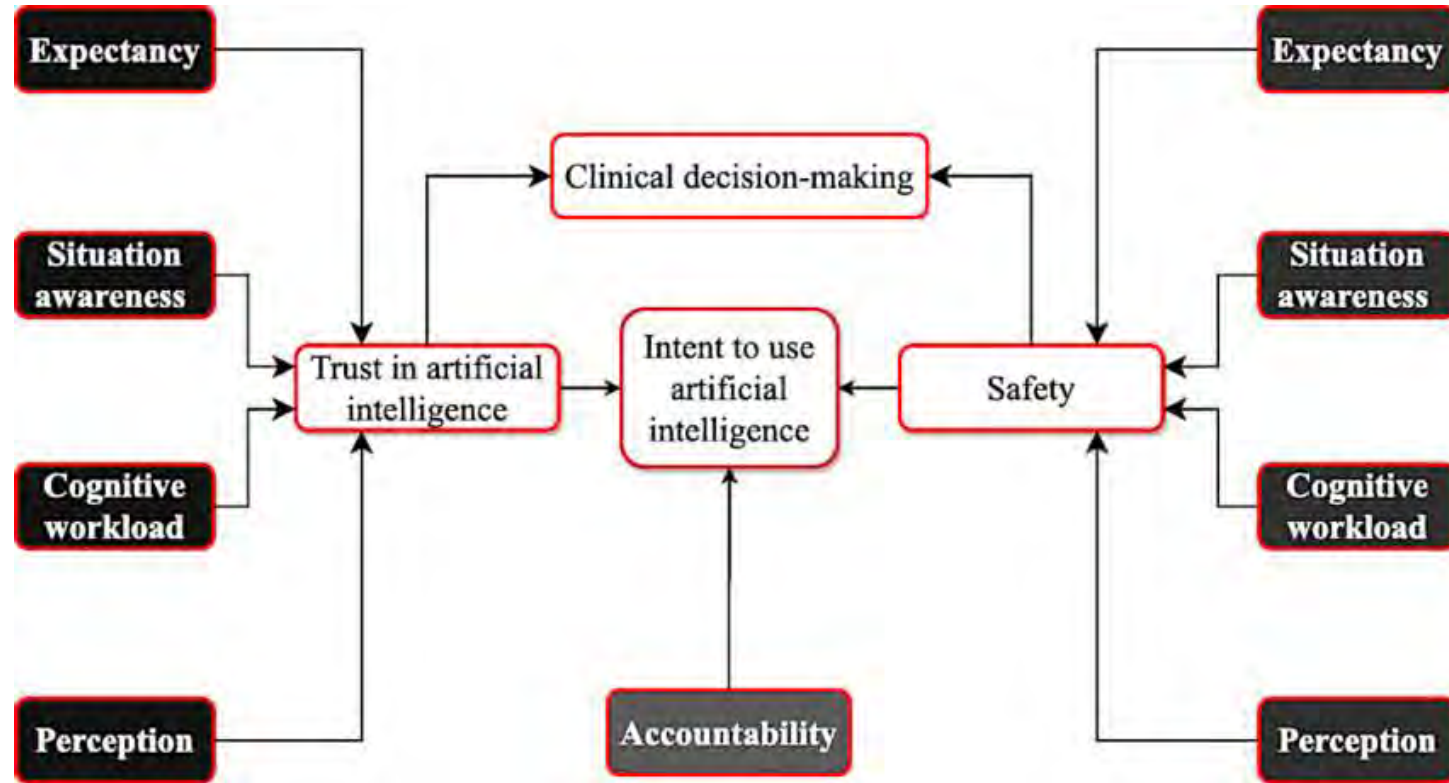 Expectancy
Expectancy
Clinical decision-making
Situation
awareness
Situation
awareness
Trust in artificial
intelligence
Intent to use
artificial
intelligence
Safety
Cognitive
workload
Cognitive
workload
Perception
Accountability
Perception